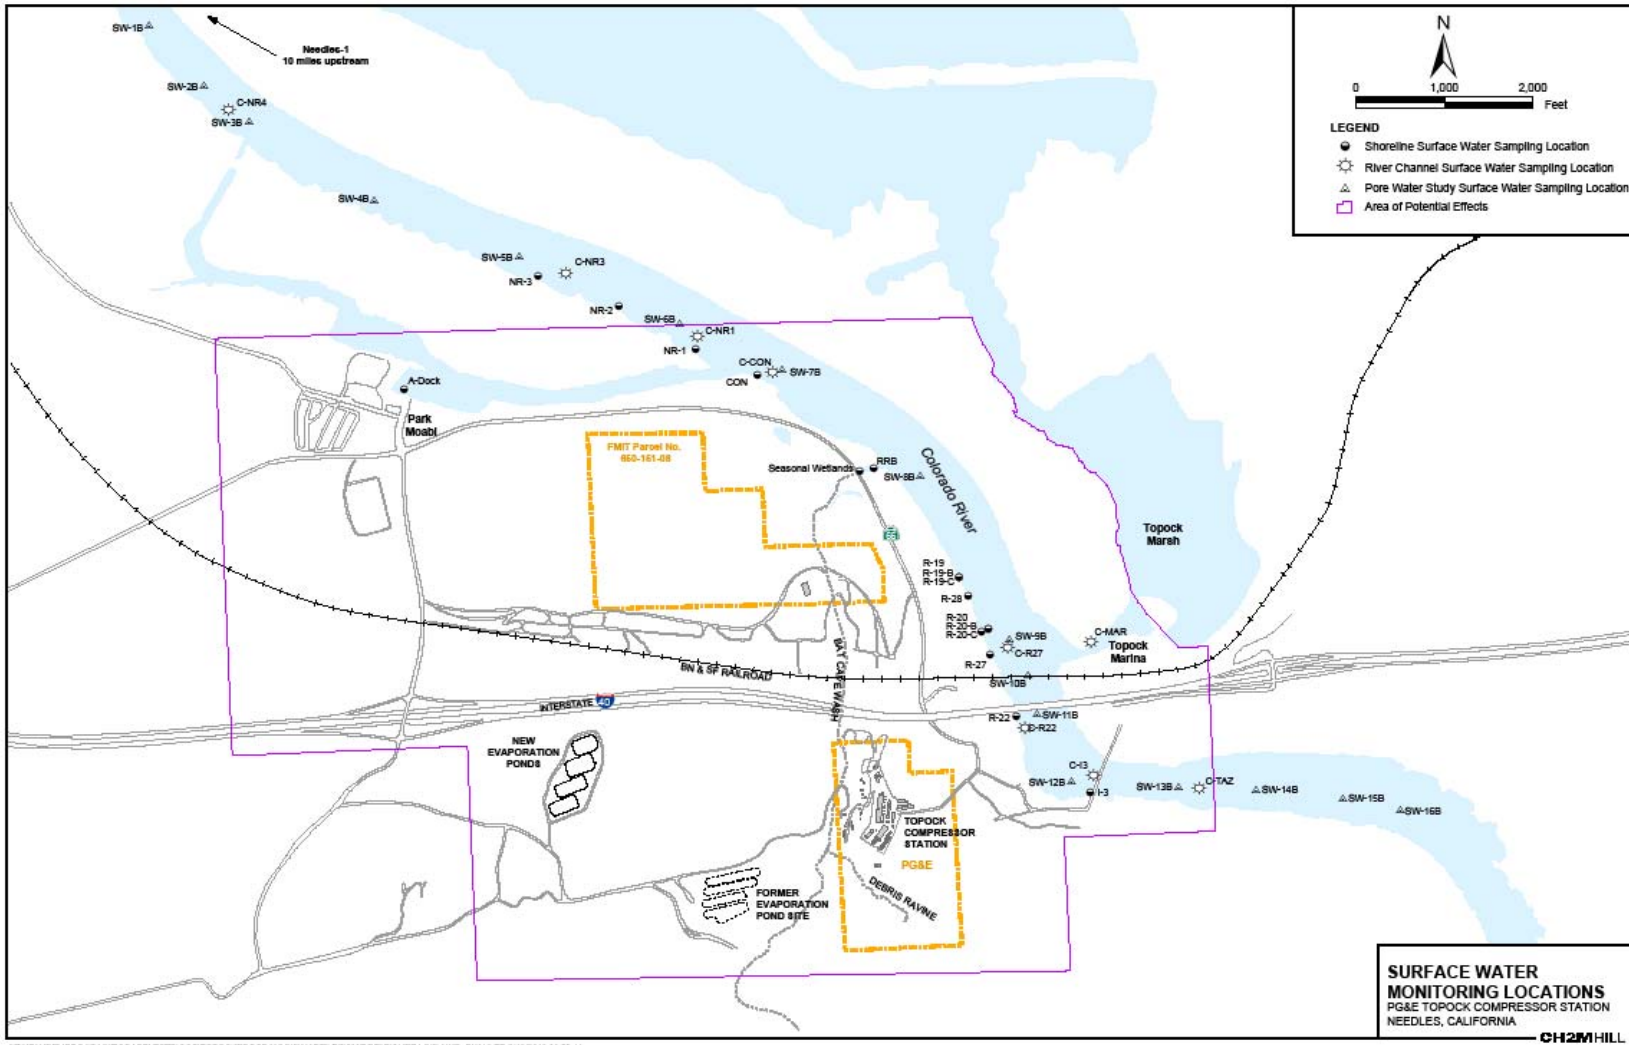 SW-1B
Needles-1
10 miles upstream
SW-2B
C-NR4
SW-3B
SW-4B
SW-5B
C-NR3
NR-3
NR-2
SW-6B
C-NR1
NR-1
C-CON
SW-7B
CON
A-Dock
Park
Moabi
FMIT Parcel No.
650-151-06
Seasonal Wetlands
RRB
SW-8B
Colorado River
66
Topock
Marsh
R-19
R-19-B
R-19-C
R-28
R-20
R-20-B
R-20-C
SW-9B
C-R27
R-27
C-MAR
Topock
Marina
BN & SF RAILROAD
BAT CAVE WASH
SW-10B
INTERSTATE 40
R-22
SW-11B
C-R22
NEW
EVAPORATION
PONDS
C-I3
SW-12B
I-3
SW-13B
C-TAZ
SW-14B
SW-15B
SW-16B
TOPOCK
COMPRESSOR
STATION
PG&E
DEBRIS RAVINE
FORMER
EVAPORATION
POND SITE
N
0 1,000 2,000
Feet
LEGEND
Shoreline Surface Water Sampling Location
River Channel Surface Water Sampling Location
Pore Water Study Surface Water Sampling Location
Area of Potential Effects
SURFACE WATER
MONITORING LOCATIONS
PG&E TOPOCK COMPRESSOR STATION
NEEDLES, CALIFORNIA
CH2MHILL